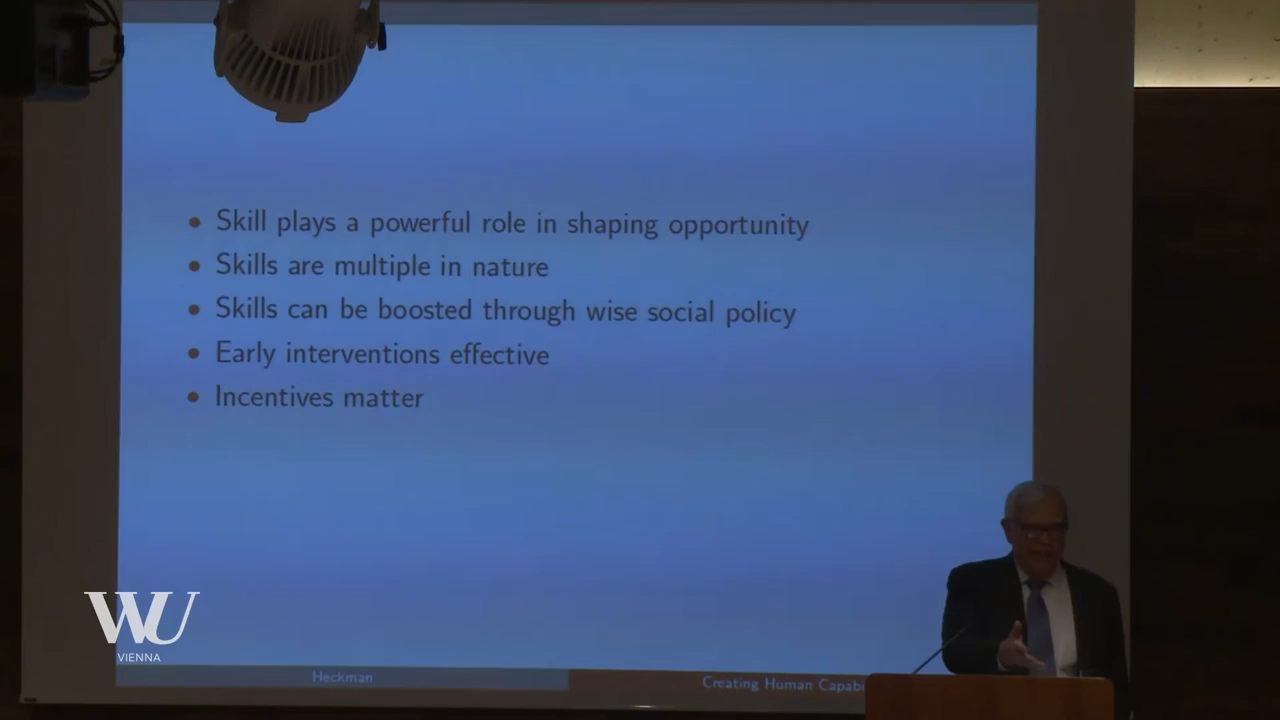 • Skill plays a powerful role in shaping opportunity
• Skills are multiple in nature
• Skills can be boosted through wise social policy
• Early interventions effective
• Incentives matter
WU
VIENNA
Heckman
Creating Human Capabi